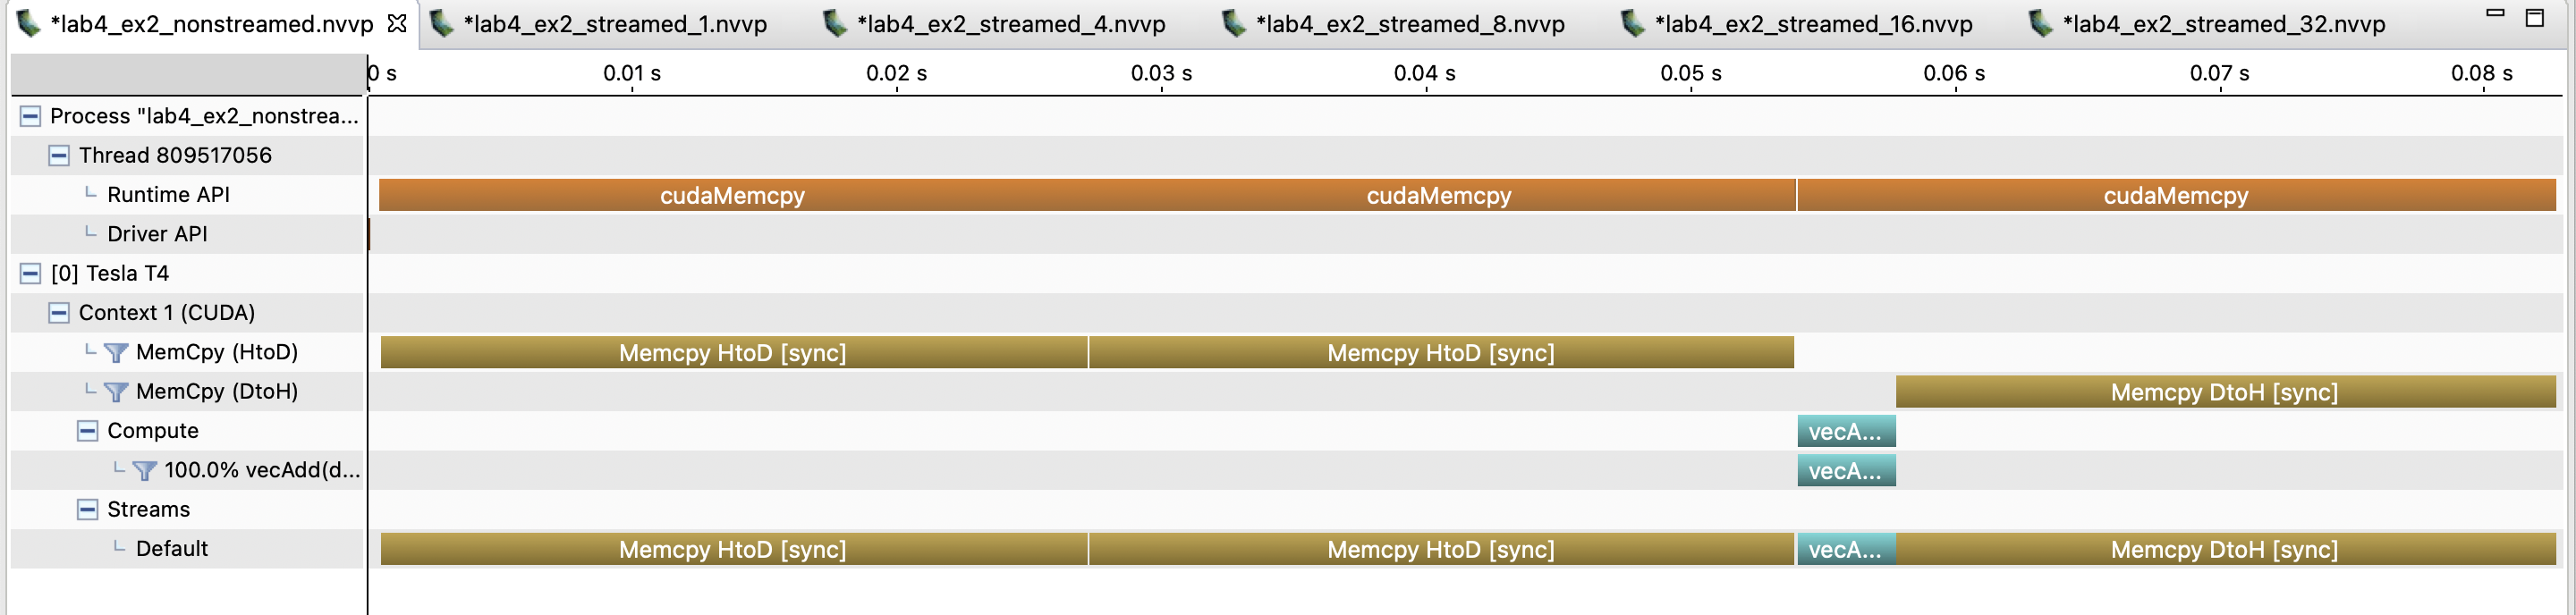 *lab4_ex2_nonstreamed.nvvp *lab4_ex2_streamed_1.nvvp *lab4_ex2_streamed_4.nvvp *lab4_ex2_streamed_8.nvvp *lab4_ex2_streamed_16.nvvp *lab4_ex2_streamed_32.nvvp
0 s 0.01 s 0.02 s 0.03 s 0.04 s 0.05 s 0.06 s 0.07 s 0.08 s
Process "lab4_ex2_nonstrea...
Thread 809517056
Runtime API cudaMemcpy cudaMemcpy cudaMemcpy
Driver API
[0] Tesla T4
Context 1 (CUDA)
MemCpy (HtoD) Memcpy HtoD [sync] Memcpy HtoD [sync]
MemCpy (DtoH) Memcpy DtoH [sync]
Compute vecA...
100.0% vecAdd(d... vecA...
Streams
Default Memcpy HtoD [sync] Memcpy HtoD [sync] vecA... Memcpy DtoH [sync]